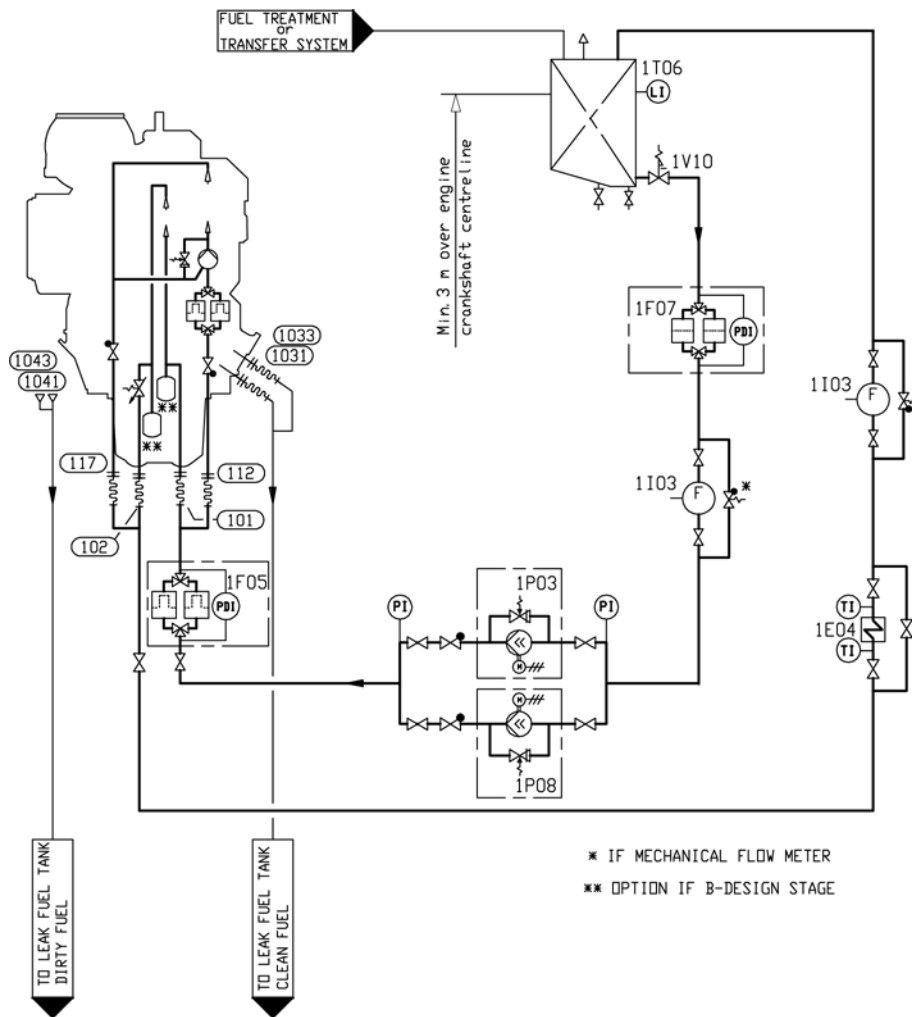 FUEL TREATMENT
or
TRANSFER SYSTEM
1T06
LI
1V10
Min. 3 m over engine
crankshaft centreline
1F07
PDI
1033
1031
1043
1041
1I03
F
1I03
F
*
**
**
117
112
101
102
1F05
PDI
PI
1P03
M
PI
TI
1E04
TI
M
1P08
* IF MECHANICAL FLOW METER
** OPTION IF B-DESIGN STAGE
TO LEAK FUEL TANK
DIRTY FUEL
TO LEAK FUEL TANK
CLEAN FUEL